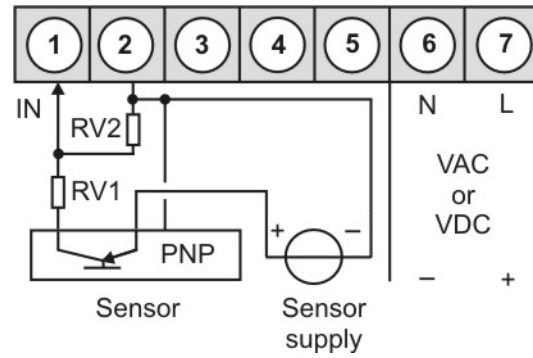 1 2 3 4 5 6 7
IN
RV2
N L
RV1
VAC
or
VDC
PNP
+ −
− +
Sensor
Sensor
supply